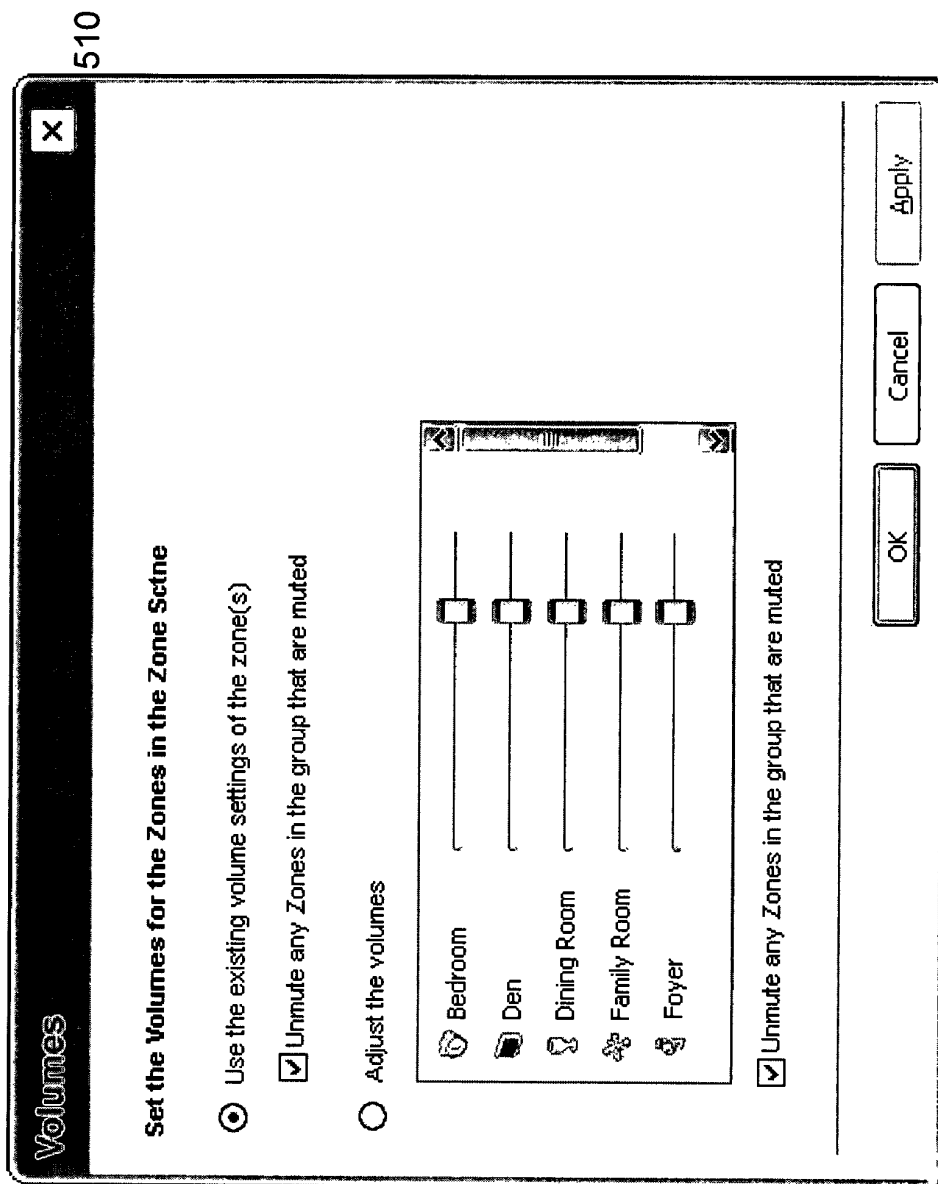 510
Volumes
Set the Volumes for the Zones in the Zone Sctne
Use the existing volume settings of the zone(s)
Unmute any Zones in the group that are muted
Adjust the volumes
Bedroom
Den
Dining Room
Family Room
Foyer
Unmute any Zones in the group that are muted
OK
Cancel
Apply